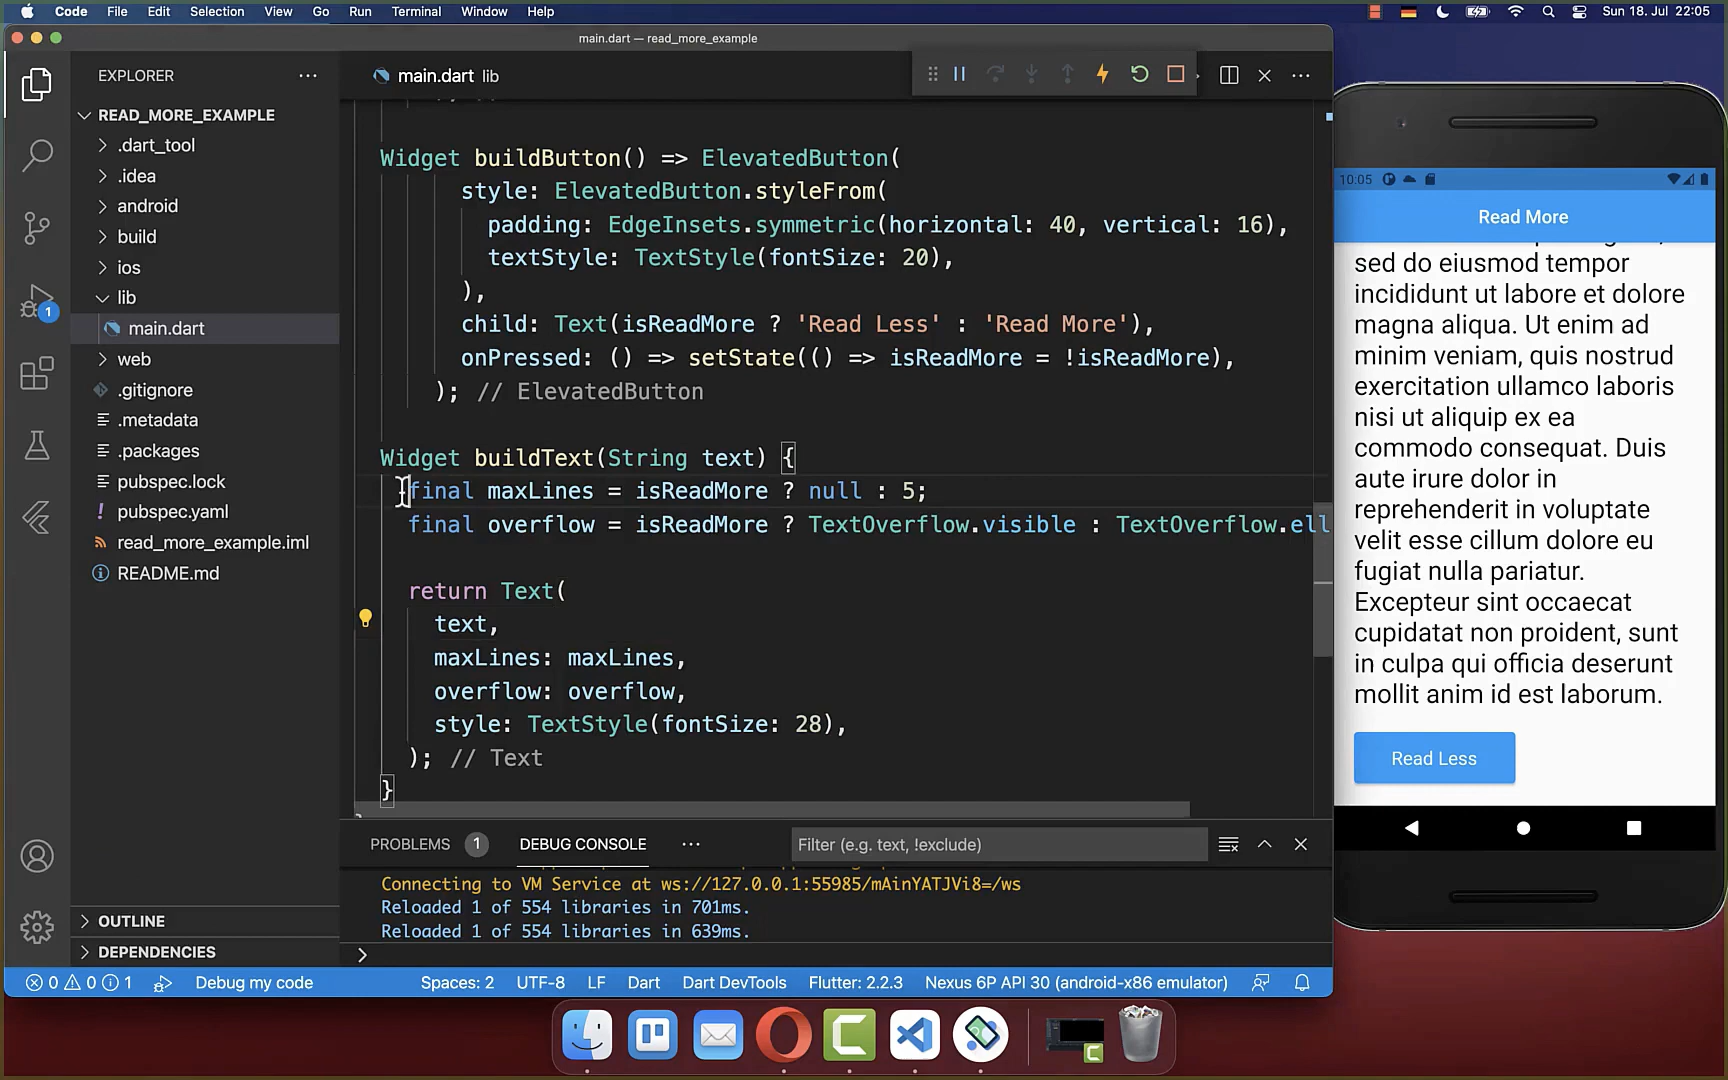 Code File Edit Selection View Go Run Terminal Window Help
Sun 18. Jul 22:05
main.dart — read_more_example
EXPLORER
READ_MORE_EXAMPLE
.dart_tool
.idea
android
build
ios
lib
main.dart
web
.gitignore
.metadata
.packages
pubspec.lock
pubspec.yaml
read_more_example.iml
README.md
OUTLINE
DEPENDENCIES
1
main.dart lib
Widget buildButton() => ElevatedButton(
style: ElevatedButton.styleFrom(
padding: EdgeInsets.symmetric(horizontal: 40, vertical: 16),
textStyle: TextStyle(fontSize: 20),
),
child: Text(isReadMore ? 'Read Less' : 'Read More'),
onPressed: () => setState(() => isReadMore = !isReadMore),
); // ElevatedButton
Widget buildText(String text) {
final maxLines = isReadMore ? null : 5;
final overflow = isReadMore ? TextOverflow.visible : TextOverflow.ell
return Text(
text,
maxLines: maxLines,
overflow: overflow,
style: TextStyle(fontSize: 28),
); // Text
}
PROBLEMS 1 DEBUG CONSOLE
Filter (e.g. text, !exclude)
Connecting to VM Service at ws://127.0.0.1:55985/mAinYATJVi8=/ws
Reloaded 1 of 554 libraries in 701ms.
Reloaded 1 of 554 libraries in 639ms.
0 0 1 Debug my code Spaces: 2 UTF-8 LF Dart Dart DevTools Flutter: 2.2.3 Nexus 6P API 30 (android-x86 emulator)
10:05
Read More
sed do eiusmod tempor
incididunt ut labore et dolore
magna aliqua. Ut enim ad
minim veniam, quis nostrud
exercitation ullamco laboris
nisi ut aliquip ex ea
commodo consequat. Duis
aute irure dolor in
reprehenderit in voluptate
velit esse cillum dolore eu
fugiat nulla pariatur.
Excepteur sint occaecat
cupidatat non proident, sunt
in culpa qui officia deserunt
mollit anim id est laborum.
Read Less